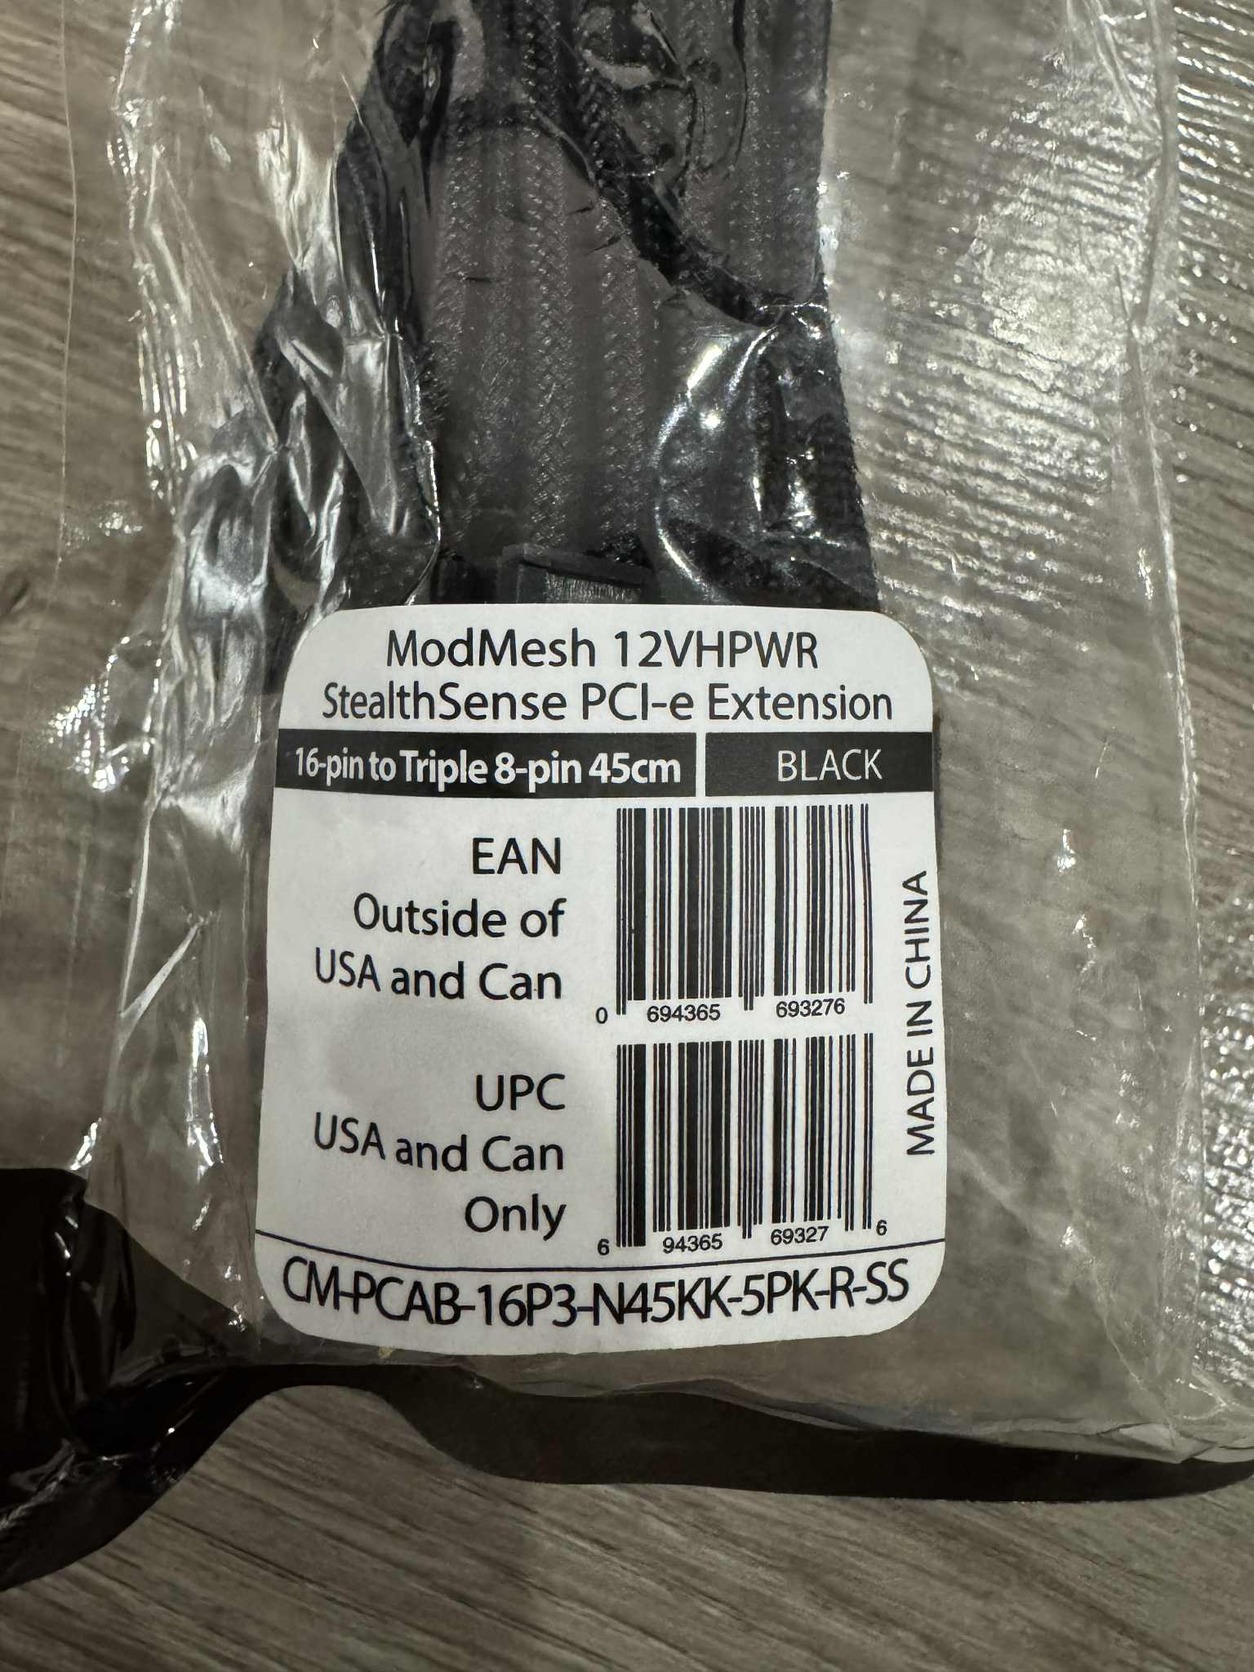 ModMesh 12VHPWR
StealthSense PCI-e Extension
16-pin to Triple 8-pin 45cm
BLACK
EAN
Outside of
USA and Can
0 694365 693276
MADE IN CHINA
UPC
USA and Can
Only
6 94365 69327 6
CM-PCAB-16P3-N45KK-5PK-R-SS